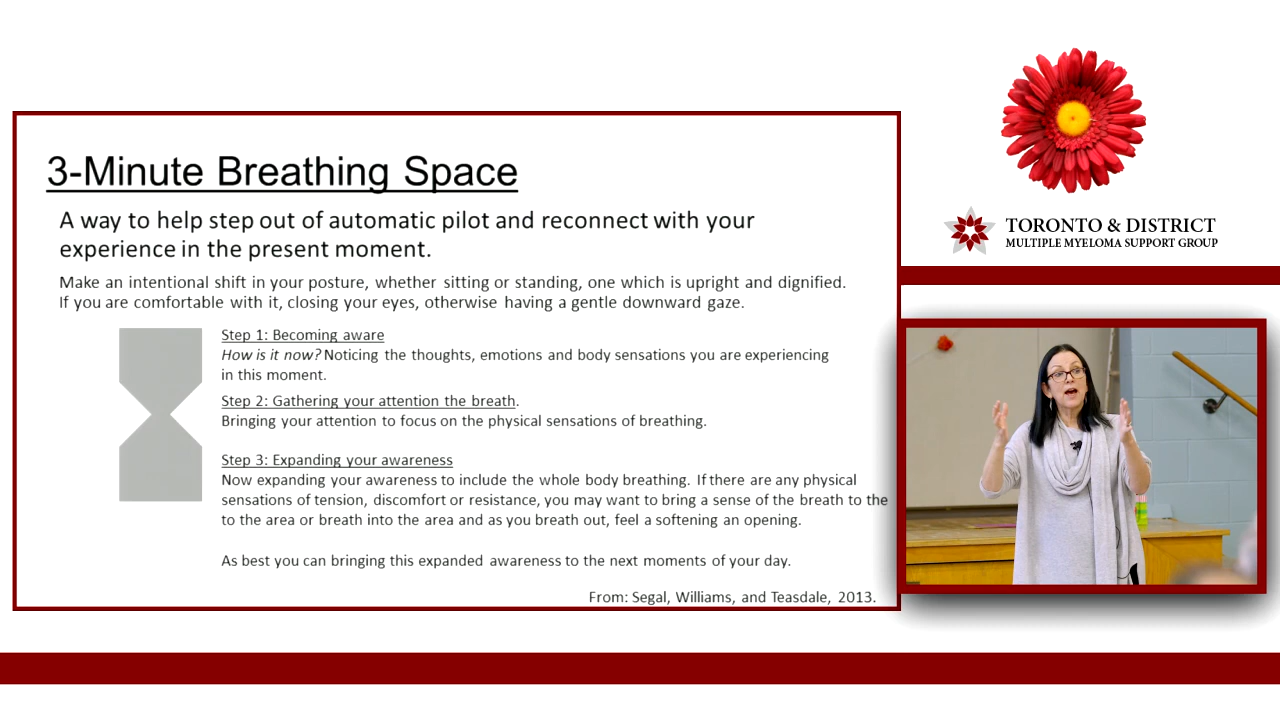 3-Minute Breathing Space
A way to help step out of automatic pilot and reconnect with your
experience in the present moment.
Make an intentional shift in your posture, whether sitting or standing, one which is upright and dignified.
If you are comfortable with it, closing your eyes, otherwise having a gentle downward gaze.
Step 1: Becoming aware
How is it now? Noticing the thoughts, emotions and body sensations you are experiencing
in this moment.
Step 2: Gathering your attention the breath.
Bringing your attention to focus on the physical sensations of breathing.
Step 3: Expanding your awareness
Now expanding your awareness to include the whole body breathing. If there are any physical
sensations of tension, discomfort or resistance, you may want to bring a sense of the breath to the
to the area or breath into the area and as you breath out, feel a softening an opening.
As best you can bringing this expanded awareness to the next moments of your day.
From: Segal, Williams, and Teasdale, 2013.
TORONTO & DISTRICT
MULTIPLE MYELOMA SUPPORT GROUP